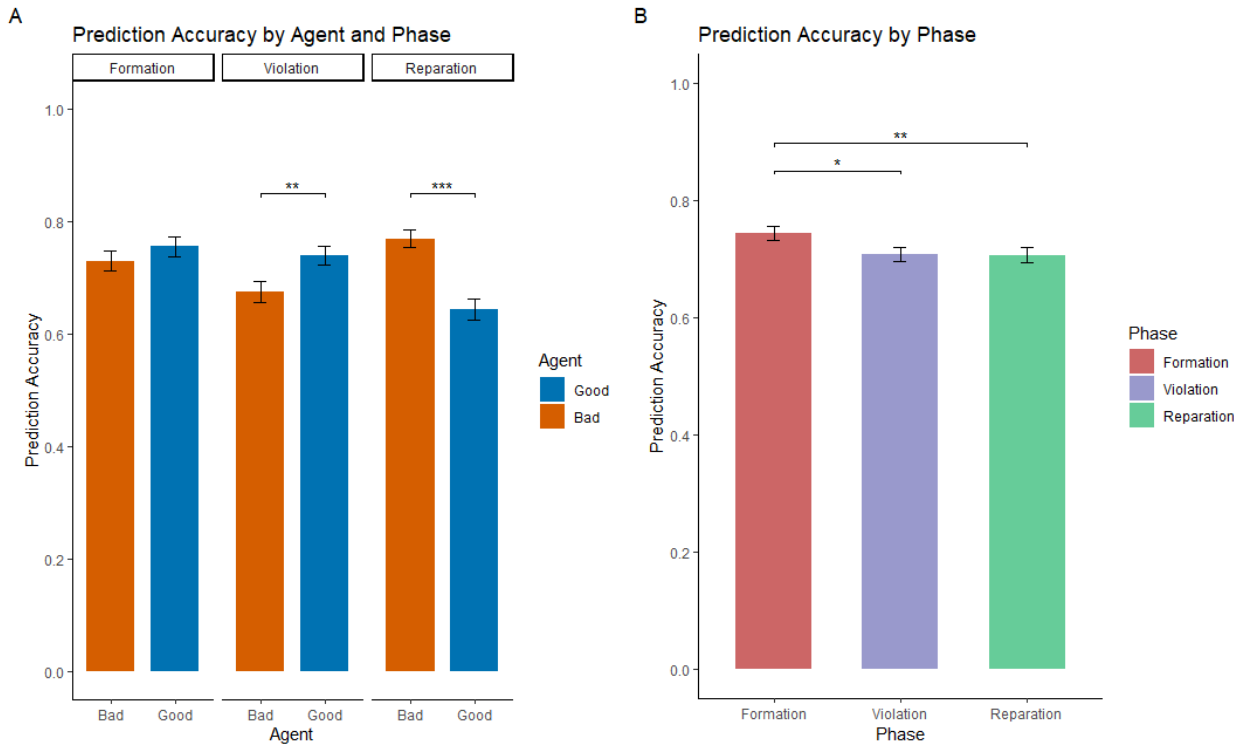 A
Prediction Accuracy by Agent and Phase
Formation
Violation
Reparation
1.0
0.8
0.6
0.4
0.2
0.0
Prediction Accuracy
**
***
Bad
Good
Bad
Good
Bad
Good
Agent
Agent
Good
Bad
B
Prediction Accuracy by Phase
1.0
0.8
0.6
0.4
0.2
0.0
Prediction Accuracy
**
*
Formation
Violation
Reparation
Phase
Phase
Formation
Violation
Reparation